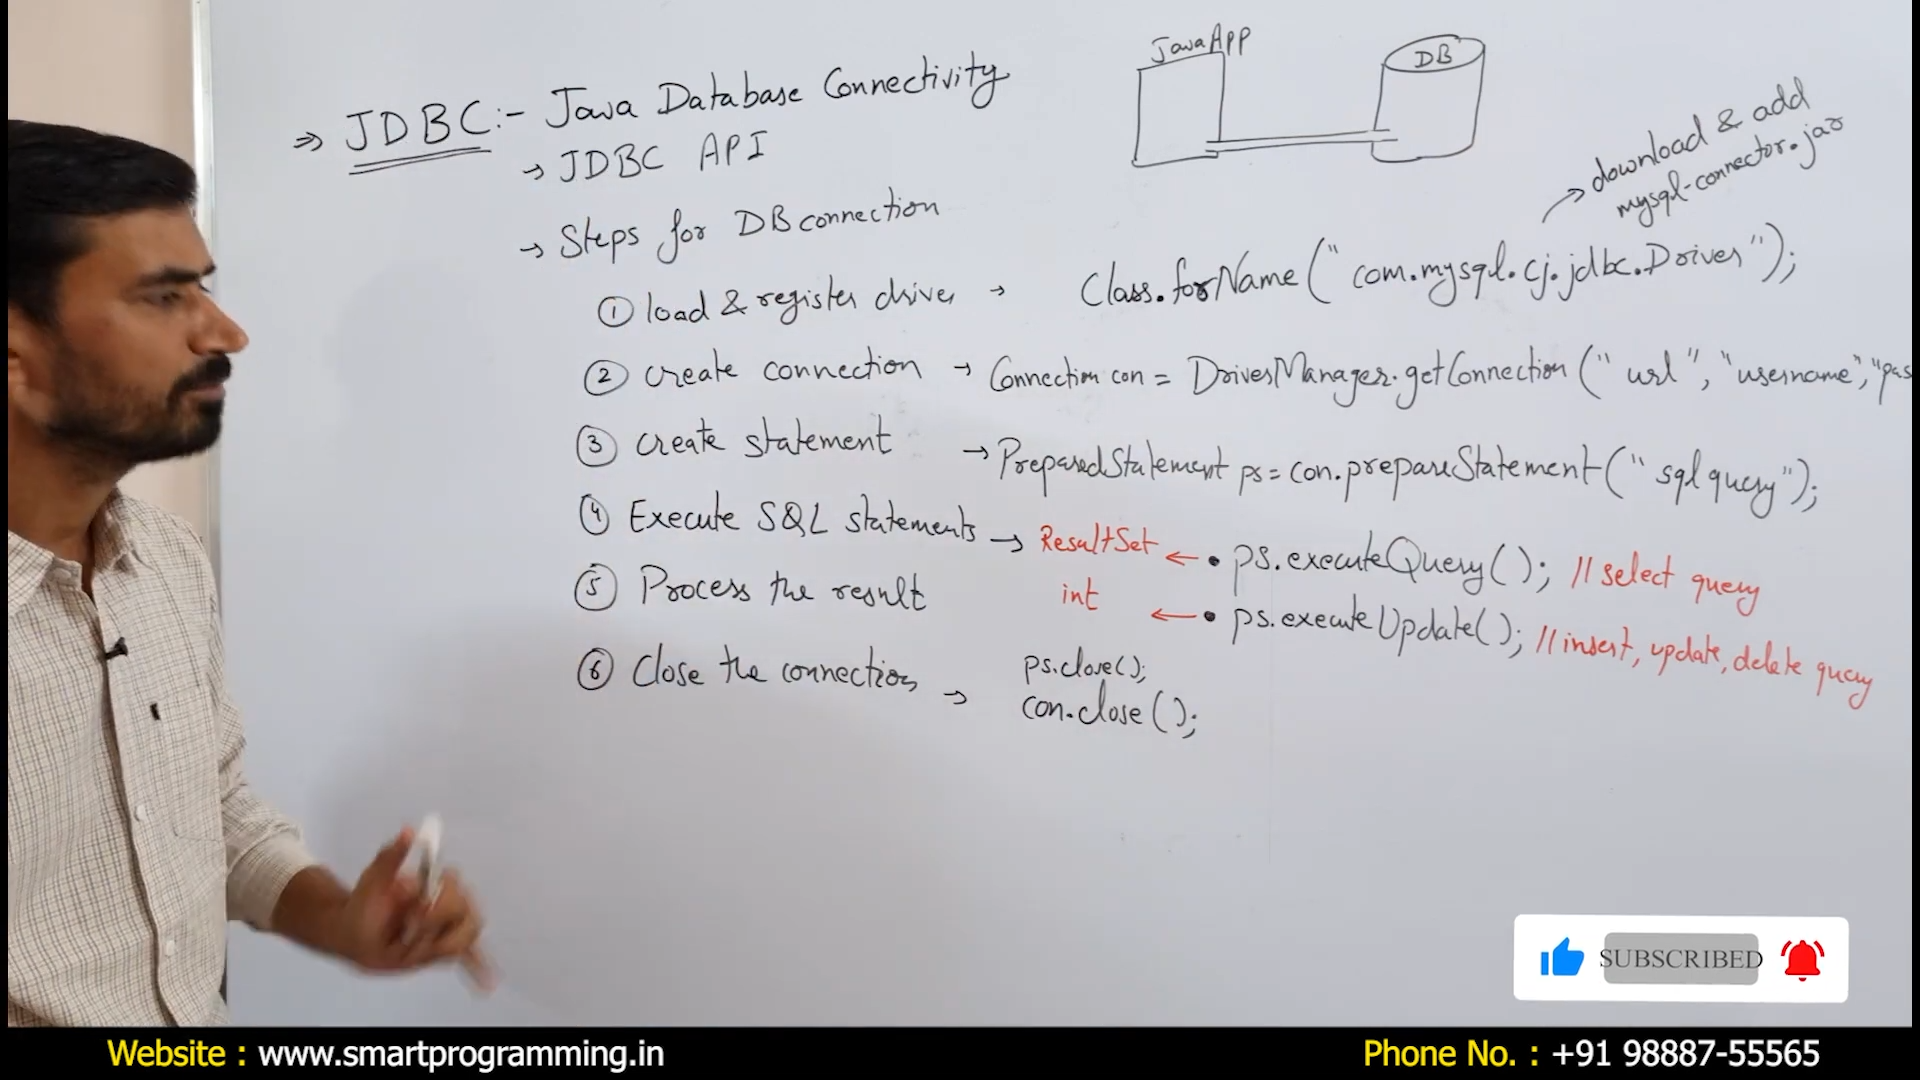 JavaApp
DB
⇒ JDBC :- Java Database Connectivity
→ JDBC API
→ download & add
mysql-connector.jar
→ Steps for DB connection
① load & register driver → Class.forName("com.mysql.cj.jdbc.Driver");
② create connection → Connection con = DriverManager.getConnection("url", "username", "pas
③ create statement → PreparedStatement ps = con.prepareStatement("sql query");
④ Execute SQL statements → ResultSet ← • ps.executeQuery(); // select query
⑤ Process the result
int ← • ps.executeUpdate(); // insert, update, delete query
⑥ Close the connection → ps.close();
con.close();
SUBSCRIBED
Website : www.smartprogramming.in
Phone No. : +91 98887-55565